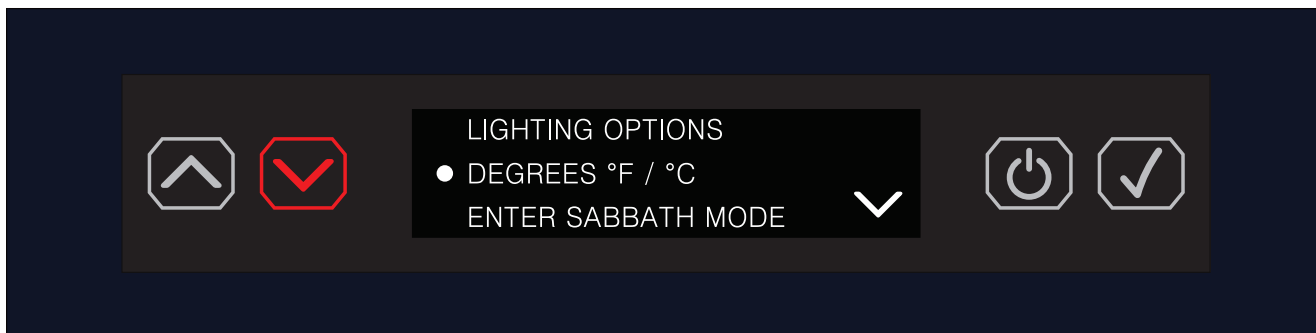 LIGHTING OPTIONS
DEGREES °F / °C
ENTER SABBATH MODE